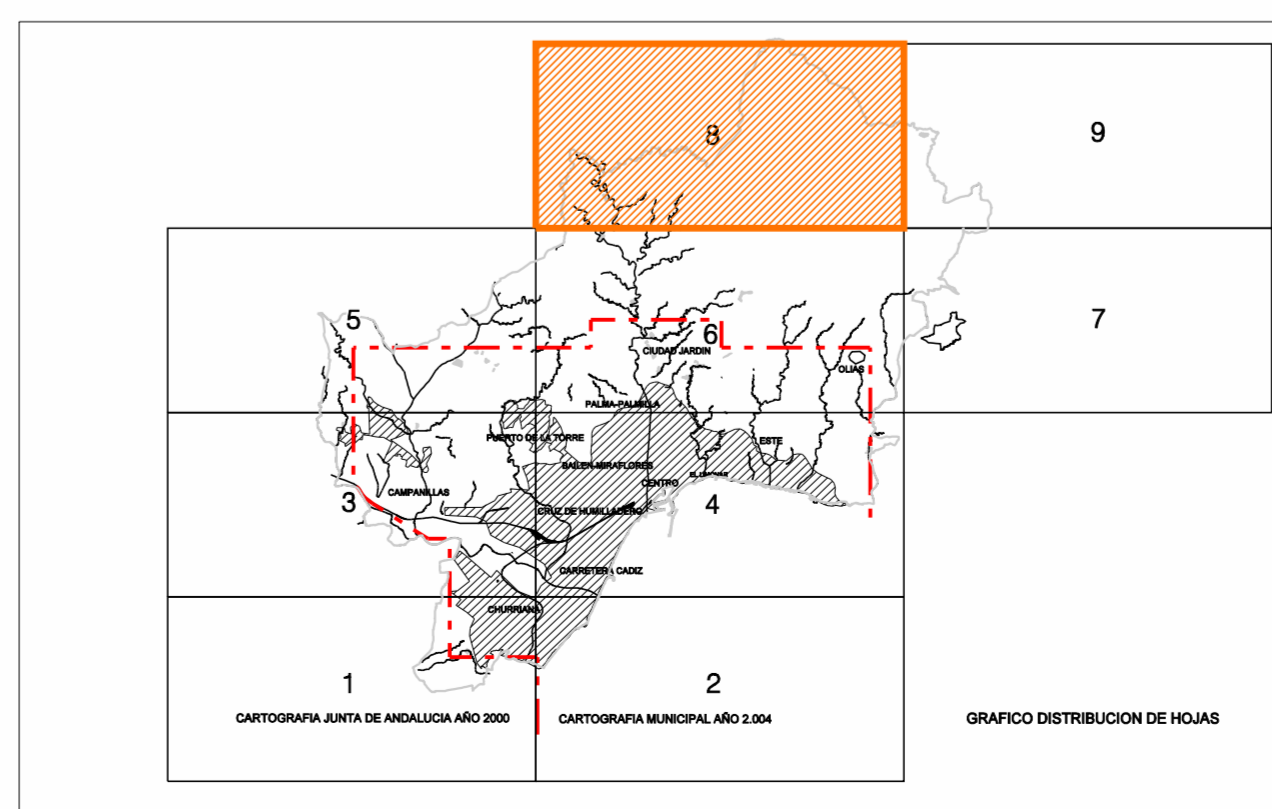 8
9
5
6
7
CIUDAD JARDIN
OLIAS
PALMA-PALMILLA
PUERTO DE LA TORRE
ESTE
BAILEN-MIRAFLORES
CENTRO
CAMPANILLAS
3
CRUZ DE HUMILLADERO
4
CARRETERA CADIZ
CHURRIANA
1
2
CARTOGRAFIA JUNTA DE ANDALUCIA AÑO 2000
CARTOGRAFIA MUNICIPAL AÑO 2.004
GRAFICO DISTRIBUCION DE HOJAS